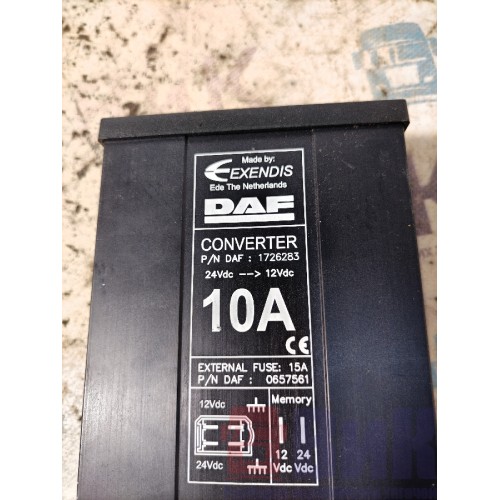 Made by:
EXENDIS
Ede The Netherlands
DAF
CONVERTER
P/N DAF : 1726283
24Vdc --> 12Vdc
10A
CE
EXTERNAL FUSE: 15A
P/N DAF : 0657561
12Vdc
24Vdc
Memory
12 24
Vdc Vdc